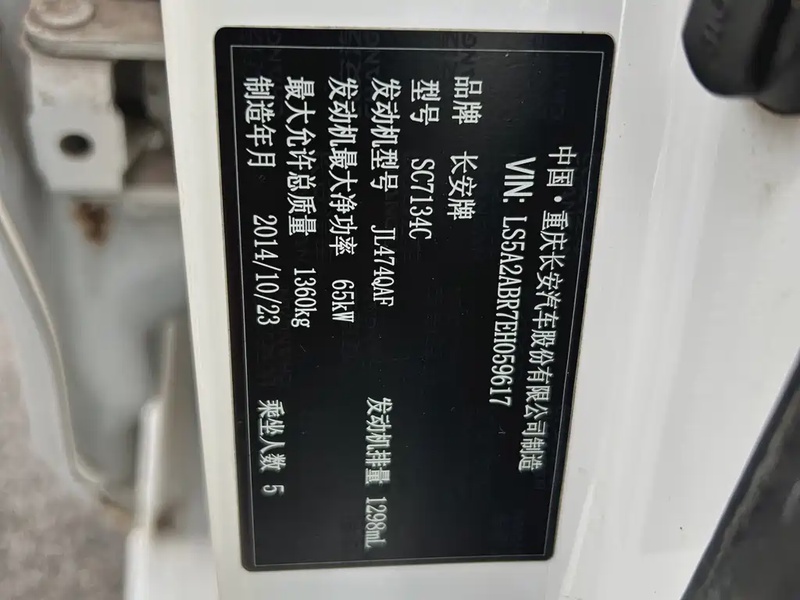 中国·重庆长安汽车股份有限公司制造
VIN: LS5A2ABR7EH059617
品牌 长安牌
型号 SC7134C
发动机型号 JL474QAF 发动机排量 1298mL
发动机最大净功率 65kW
最大允许总质量 1360kg
制造年月 2014/10/23 乘坐人数 5